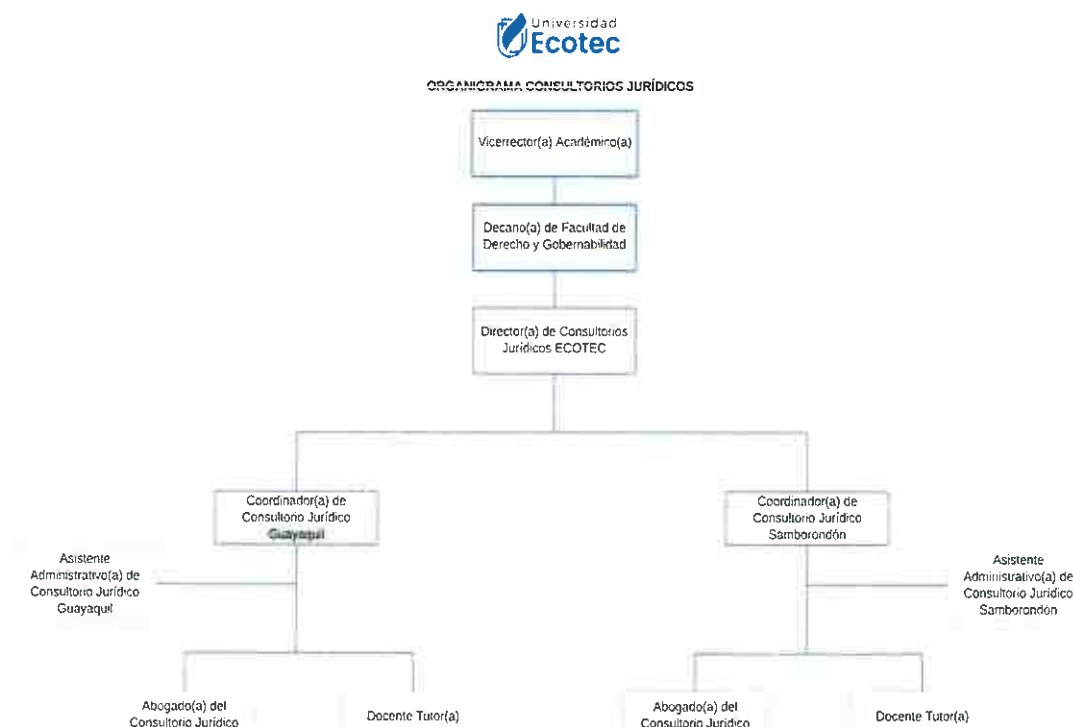 Universidad
Ecotec
ORGANIGRAMA CONSULTORIOS JURÍDICOS
Vicerrector(a) Académico(a)
Decano(a) de Facultad de
Derecho y Gobernabilidad
Director(a) de Consultorios
Jurídicos ECOTEC
Coordinador(a) de
Consultorio Jurídico
Guayaquil
Coordinador(a) de
Consultorio Jurídico
Samborondón
Asistente
Administrativo(a) de
Consultorio Jurídico
Guayaquil
Asistente
Administrativo(a) de
Consultorio Jurídico
Samborondón
Abogado(a) del
Consultorio Jurídico
Docente Tutor(a)
Abogado(a) del
Consultorio Jurídico
Docente Tutor(a)